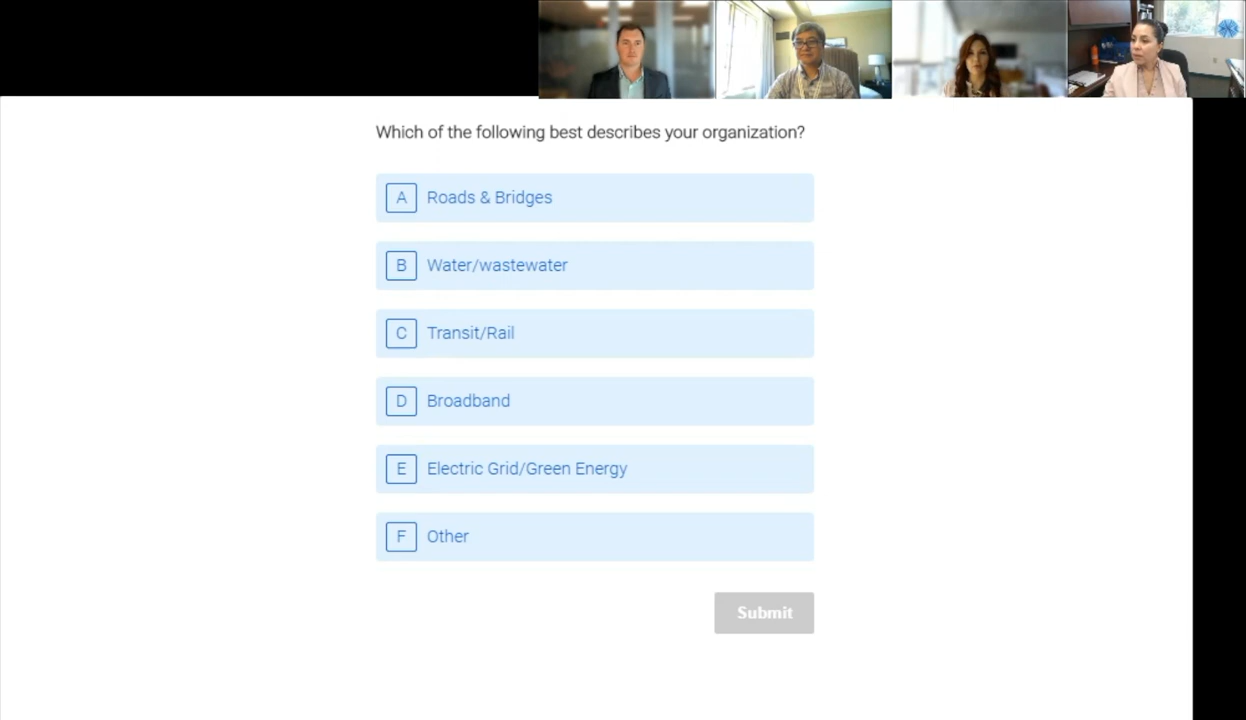 Which of the following best describes your organization?
A Roads & Bridges
B Water/wastewater
C Transit/Rail
D Broadband
E Electric Grid/Green Energy
F Other
Submit